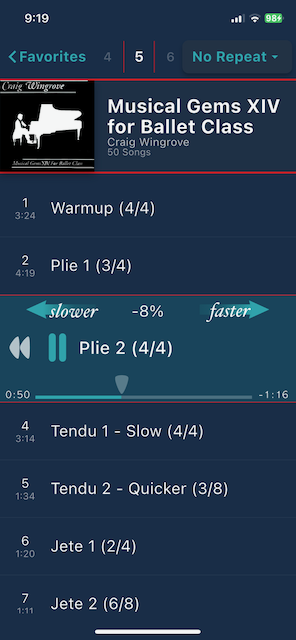 9:19
98
Favorites 4 5 6 No Repeat
Craig Wingrove
Musical Gems XIV For Ballet Class
Musical Gems XIV
for Ballet Class
Craig Wingrove
50 Songs
1 Warmup (4/4)
3:24
2 Plie 1 (3/4)
4:19
slower -8% faster
Plie 2 (4/4)
0:50 -1:16
4 Tendu 1 - Slow (4/4)
3:14
5 Tendu 2 - Quicker (3/8)
1:34
6 Jete 1 (2/4)
1:20
7 Jete 2 (6/8)
1:11